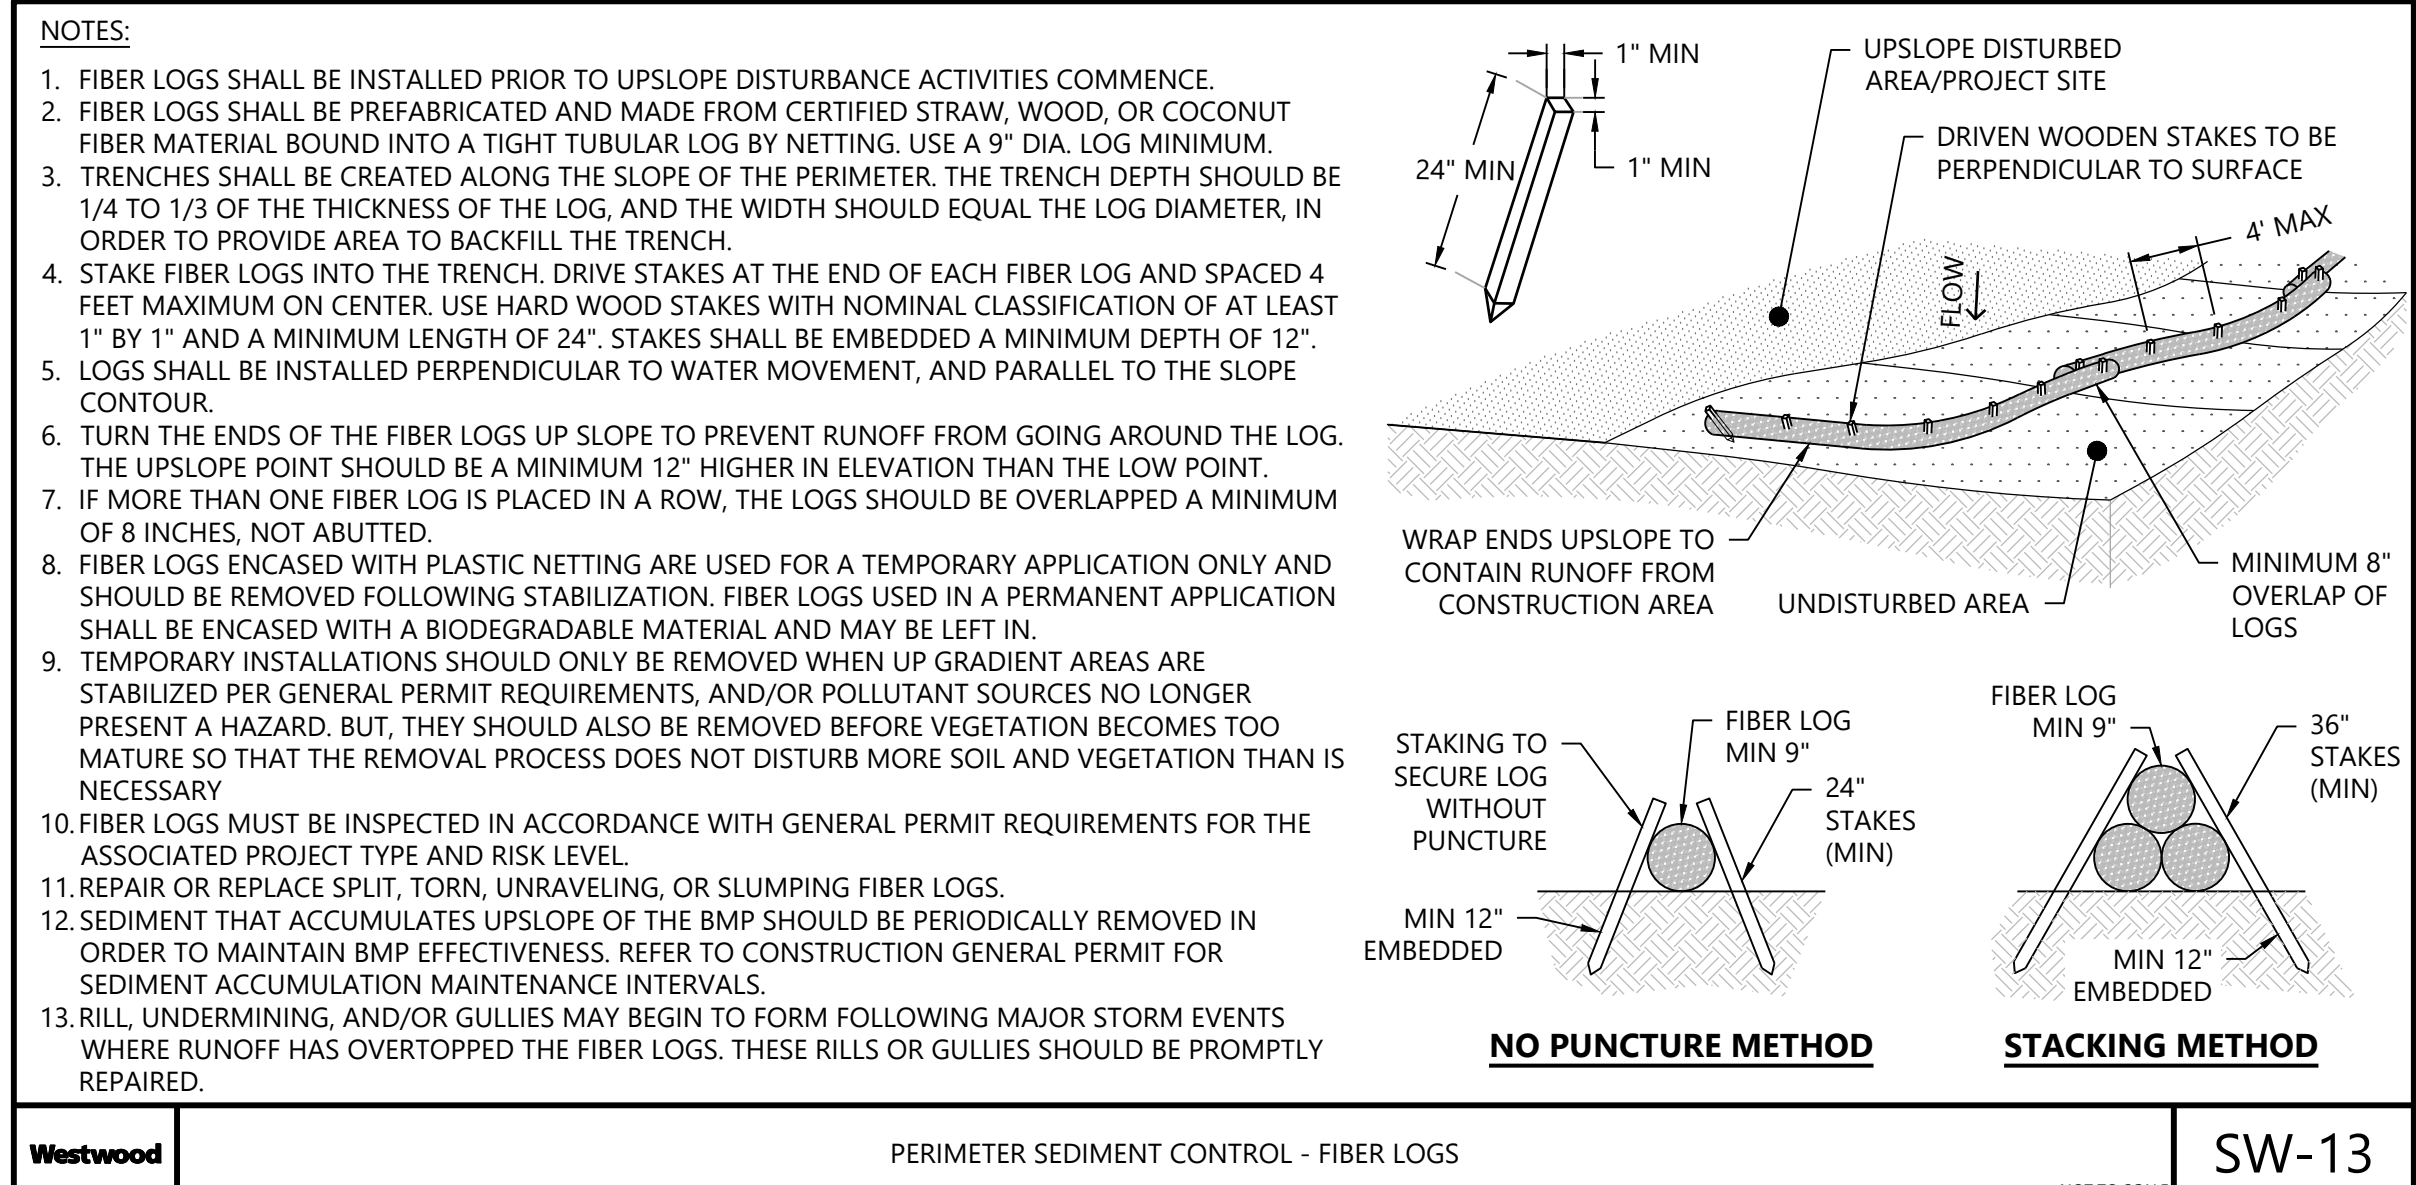 NOTES:
1. FIBER LOGS SHALL BE INSTALLED PRIOR TO UPSLOPE DISTURBANCE ACTIVITIES COMMENCE.
2. FIBER LOGS SHALL BE PREFABRICATED AND MADE FROM CERTIFIED STRAW, WOOD, OR COCONUT
FIBER MATERIAL BOUND INTO A TIGHT TUBULAR LOG BY NETTING. USE A 9" DIA. LOG MINIMUM.
3. TRENCHES SHALL BE CREATED ALONG THE SLOPE OF THE PERIMETER. THE TRENCH DEPTH SHOULD BE
1/4 TO 1/3 OF THE THICKNESS OF THE LOG, AND THE WIDTH SHOULD EQUAL THE LOG DIAMETER, IN
ORDER TO PROVIDE AREA TO BACKFILL THE TRENCH.
4. STAKE FIBER LOGS INTO THE TRENCH. DRIVE STAKES AT THE END OF EACH FIBER LOG AND SPACED 4
FEET MAXIMUM ON CENTER. USE HARD WOOD STAKES WITH NOMINAL CLASSIFICATION OF AT LEAST
1" BY 1" AND A MINIMUM LENGTH OF 24". STAKES SHALL BE EMBEDDED A MINIMUM DEPTH OF 12".
5. LOGS SHALL BE INSTALLED PERPENDICULAR TO WATER MOVEMENT, AND PARALLEL TO THE SLOPE
CONTOUR.
6. TURN THE ENDS OF THE FIBER LOGS UP SLOPE TO PREVENT RUNOFF FROM GOING AROUND THE LOG.
THE UPSLOPE POINT SHOULD BE A MINIMUM 12" HIGHER IN ELEVATION THAN THE LOW POINT.
7. IF MORE THAN ONE FIBER LOG IS PLACED IN A ROW, THE LOGS SHOULD BE OVERLAPPED A MINIMUM
OF 8 INCHES, NOT ABUTTED.
8. FIBER LOGS ENCASED WITH PLASTIC NETTING ARE USED FOR A TEMPORARY APPLICATION ONLY AND
SHOULD BE REMOVED FOLLOWING STABILIZATION. FIBER LOGS USED IN A PERMANENT APPLICATION
SHALL BE ENCASED WITH A BIODEGRADABLE MATERIAL AND MAY BE LEFT IN.
9. TEMPORARY INSTALLATIONS SHOULD ONLY BE REMOVED WHEN UP GRADIENT AREAS ARE
STABILIZED PER GENERAL PERMIT REQUIREMENTS, AND/OR POLLUTANT SOURCES NO LONGER
PRESENT A HAZARD. BUT, THEY SHOULD ALSO BE REMOVED BEFORE VEGETATION BECOMES TOO
MATURE SO THAT THE REMOVAL PROCESS DOES NOT DISTURB MORE SOIL AND VEGETATION THAN IS
NECESSARY
10. FIBER LOGS MUST BE INSPECTED IN ACCORDANCE WITH GENERAL PERMIT REQUIREMENTS FOR THE
ASSOCIATED PROJECT TYPE AND RISK LEVEL.
11. REPAIR OR REPLACE SPLIT, TORN, UNRAVELING, OR SLUMPING FIBER LOGS.
12. SEDIMENT THAT ACCUMULATES UPSLOPE OF THE BMP SHOULD BE PERIODICALLY REMOVED IN
ORDER TO MAINTAIN BMP EFFECTIVENESS. REFER TO CONSTRUCTION GENERAL PERMIT FOR
SEDIMENT ACCUMULATION MAINTENANCE INTERVALS.
13. RILL, UNDERMINING, AND/OR GULLIES MAY BEGIN TO FORM FOLLOWING MAJOR STORM EVENTS
WHERE RUNOFF HAS OVERTOPPED THE FIBER LOGS. THESE RILLS OR GULLIES SHOULD BE PROMPTLY
REPAIRED.
1" MIN
1" MIN
24" MIN
UPSLOPE DISTURBED
AREA/PROJECT SITE
DRIVEN WOODEN STAKES TO BE
PERPENDICULAR TO SURFACE
4' MAX
FLOW
WRAP ENDS UPSLOPE TO
CONTAIN RUNOFF FROM
CONSTRUCTION AREA
UNDISTURBED AREA
MINIMUM 8"
OVERLAP OF
LOGS
STAKING TO
SECURE LOG
WITHOUT
PUNCTURE
FIBER LOG
MIN 9"
24"
STAKES
(MIN)
MIN 12"
EMBEDDED
NO PUNCTURE METHOD
FIBER LOG
MIN 9"
36"
STAKES
(MIN)
MIN 12"
EMBEDDED
STACKING METHOD
Westwood
PERIMETER SEDIMENT CONTROL - FIBER LOGS
SW-13